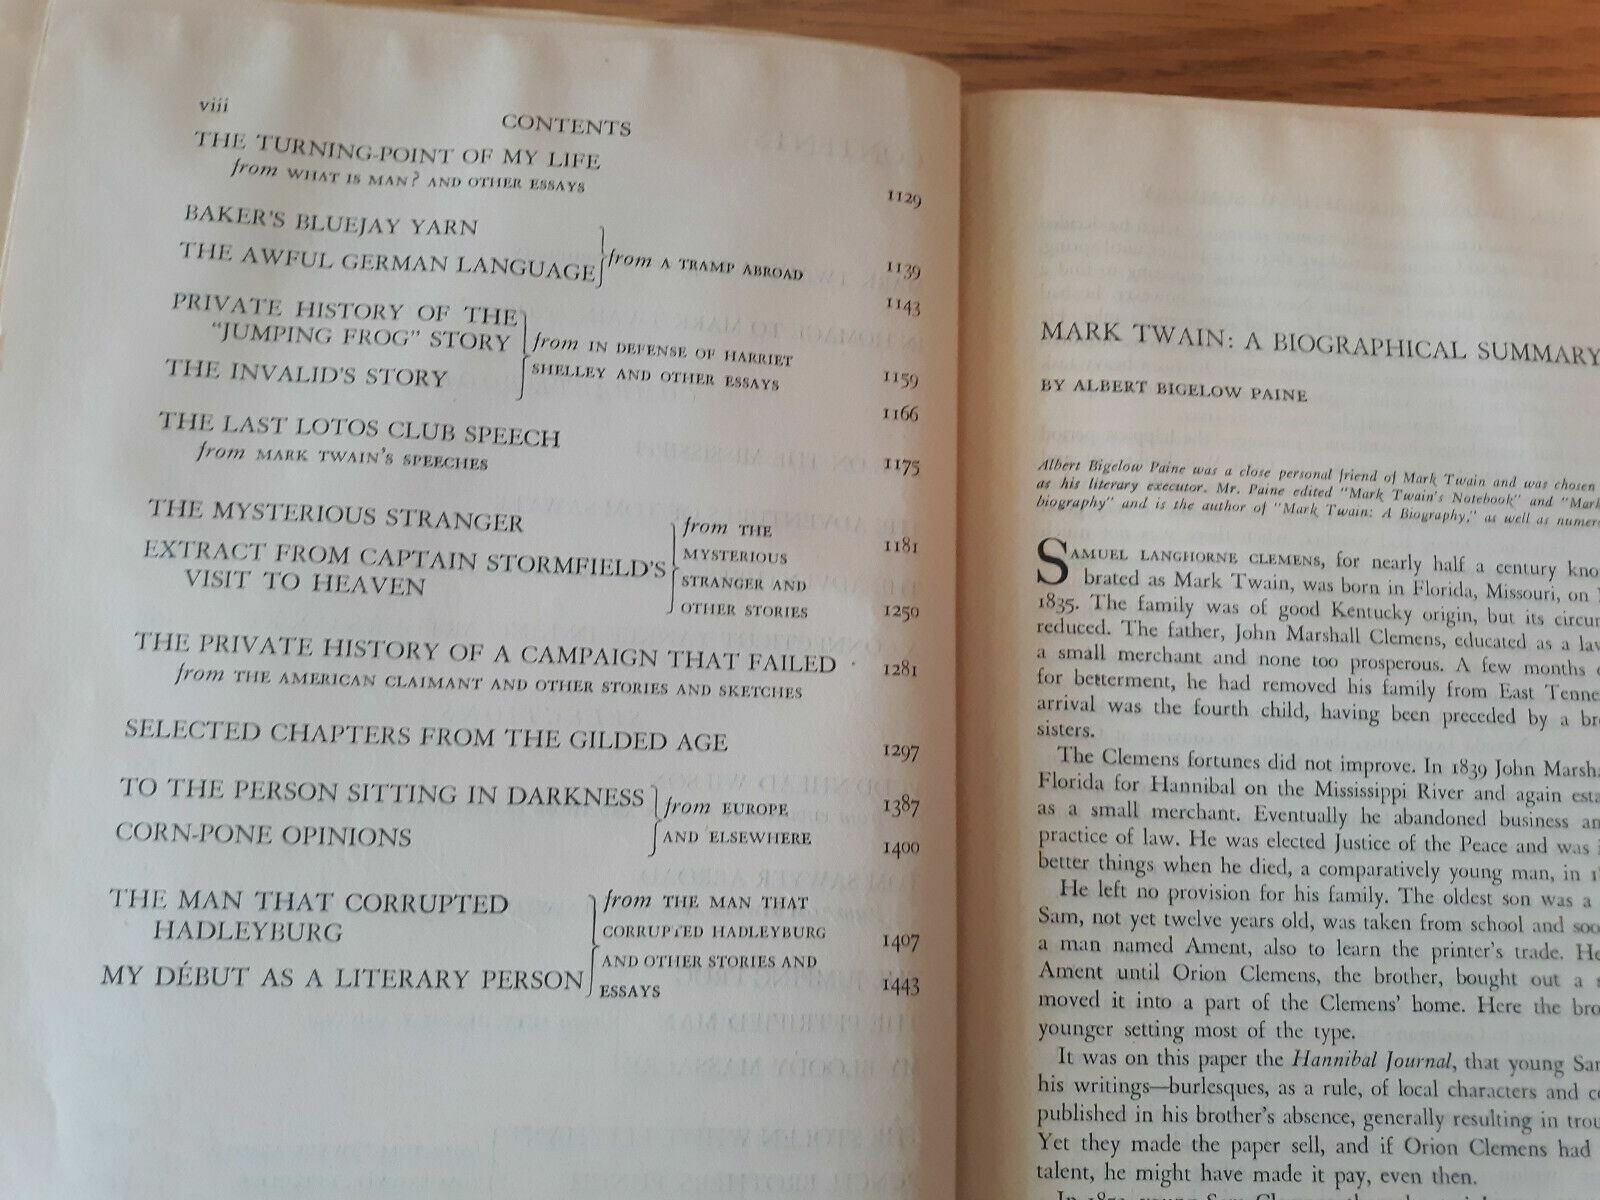 viii
CONTENTS
THE TURNING-POINT OF MY LIFE
from WHAT IS MAN? AND OTHER ESSAYS 1129
BAKER'S BLUEJAY YARN
THE AWFUL GERMAN LANGUAGE from A TRAMP ABROAD 1139
1143
PRIVATE HISTORY OF THE
"JUMPING FROG" STORY from IN DEFENSE OF HARRIET
THE INVALID'S STORY SHELLEY AND OTHER ESSAYS 1159
1166
THE LAST LOTOS CLUB SPEECH
from MARK TWAIN'S SPEECHES 1175
THE MYSTERIOUS STRANGER from THE
MYSTERIOUS 1181
EXTRACT FROM CAPTAIN STORMFIELD'S
VISIT TO HEAVEN STRANGER AND
OTHER STORIES 1250
THE PRIVATE HISTORY OF A CAMPAIGN THAT FAILED 1281
from THE AMERICAN CLAIMANT AND OTHER STORIES AND SKETCHES
SELECTED CHAPTERS FROM THE GILDED AGE 1297
TO THE PERSON SITTING IN DARKNESS from EUROPE 1387
CORN-PONE OPINIONS AND ELSEWHERE 1400
THE MAN THAT CORRUPTED from THE MAN THAT
HADLEYBURG CORRUPTED HADLEYBURG 1407
AND OTHER STORIES AND
MY DÉBUT AS A LITERARY PERSON ESSAYS 1443
MARK TWAIN: A BIOGRAPHICAL SUMMARY
BY ALBERT BIGELOW PAINE
Albert Bigelow Paine was a close personal friend of Mark Twain and was chosen
as his literary executor. Mr. Paine edited "Mark Twain's Notebook" and "Mark
biography" and is the author of "Mark Twain: A Biography," as well as
SAMUEL LANGHORNE CLEMENS, for nearly half a century
brated as Mark Twain, was born in Florida, Missouri, on
1835. The family was of good Kentucky origin, but its
reduced. The father, John Marshall Clemens, educated as a
a small merchant and none too prosperous. A few months
for betterment, he had removed his family from East
arrival was the fourth child, having been preceded by a
sisters.
The Clemens fortunes did not improve. In 1839 John
Florida for Hannibal on the Mississippi River and again
as a small merchant. Eventually he abandoned business
practice of law. He was elected Justice of the Peace and was
better things when he died, a comparatively young man, in
He left no provision for his family. The oldest son was a
Sam, not yet twelve years old, was taken from school and
a man named Ament, also to learn the printer's trade.
Ament until Orion Clemens, the brother, bought out a
moved it into a part of the Clemens' home. Here the
younger setting most of the type.
It was on this paper the Hannibal Journal, that young
his writings—burlesques, as a rule, of local characters and
published in his brother's absence, generally resulting in
Yet they made the paper sell, and if Orion Clemens had
talent, he might have made it pay, even then.